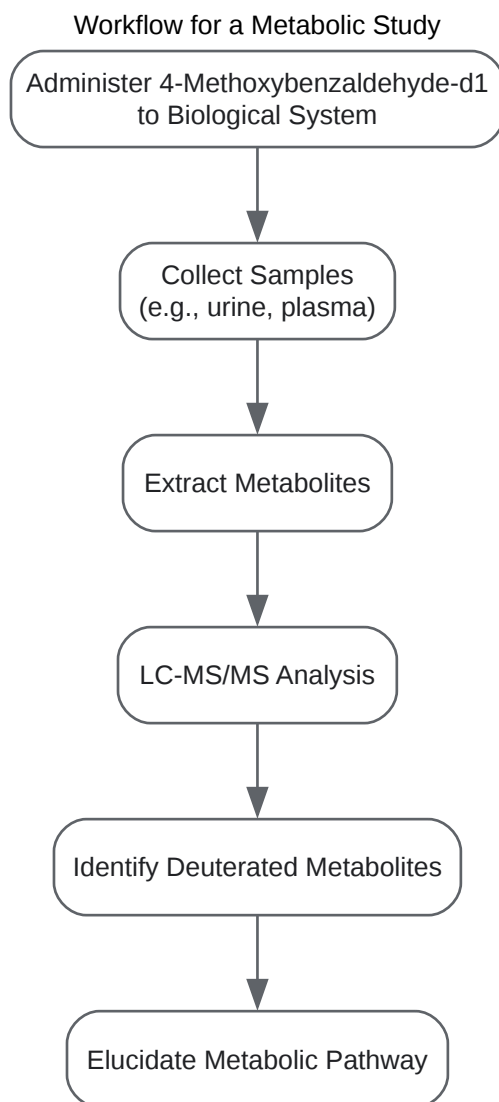 Workflow for a Metabolic Study
Administer 4-Methoxybenzaldehyde-d1
to Biological System
Collect Samples
(e.g., urine, plasma)
Extract Metabolites
LC-MS/MS Analysis
Identify Deuterated Metabolites
Elucidate Metabolic Pathway